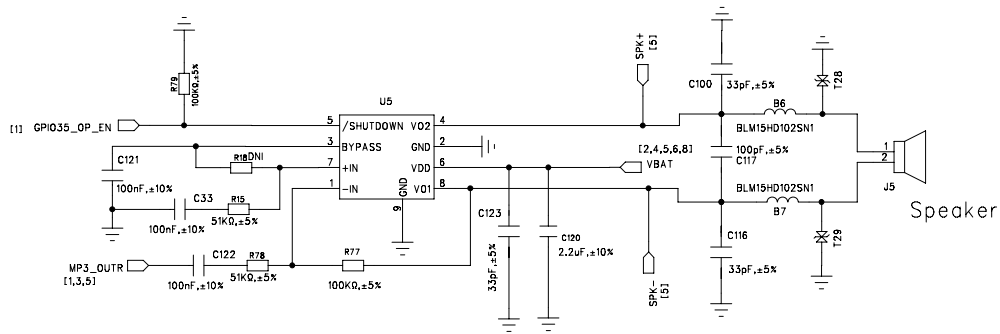 SPK+
[5]
R79
100KΩ,±5%
C100
33pF,±5%
T28
U5
B6
[1] GPIO35_OP_EN
5
/SHUTDOWN
VO2
4
BLM15HD102SN1
3
BYPASS
GND
2
[2,4,5,6,8]
100pF,±5%
1
C121
R18
DNI
7
+IN
VDD
6
VBAT
C117
2
100nF,±10%
1
-IN
GND
VO1
8
BLM15HD102SN1
J5
C33
R15
9
B7
Speaker
51KΩ,±5%
100nF,±10%
C123
C120
C116
T29
MP3_OUTR
C122
R78
R77
2.2uF,±10%
[1,3,5]
100nF,±10%
51KΩ,±5%
100KΩ,±5%
33pF,±5%
33pF,±5%
SPK-
[5]